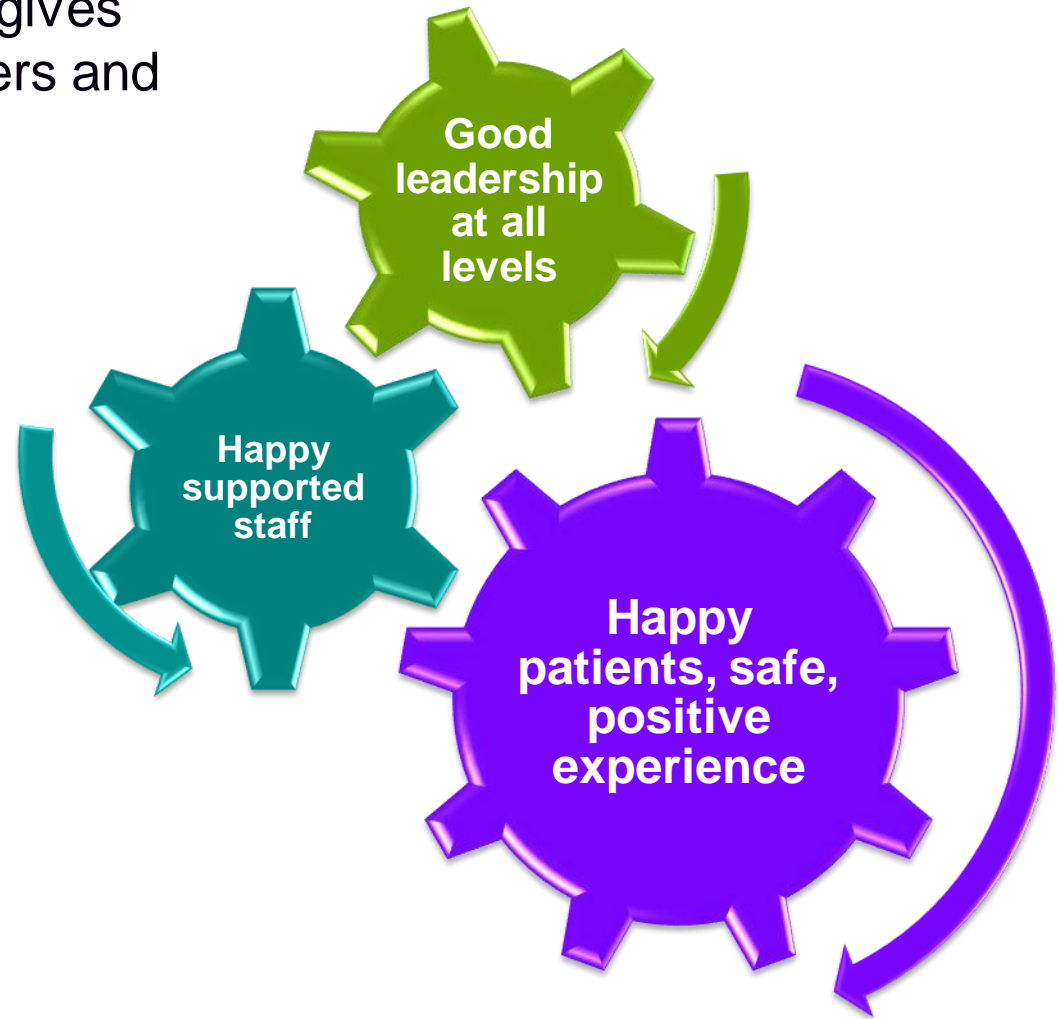 gives
ers and
Good
leadership
at all
levels
Happy
supported
staff
Happy
patients, safe,
positive
experience